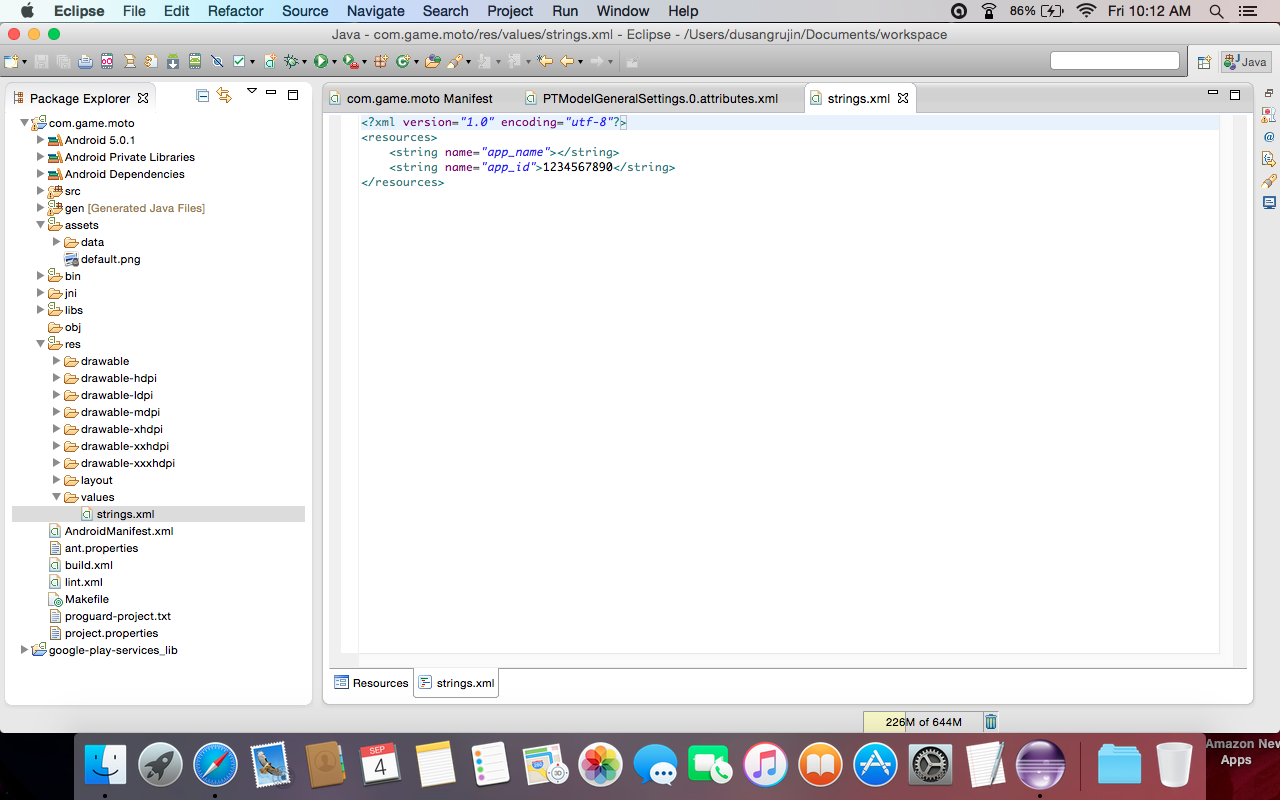 Eclipse File Edit Refactor Source Navigate Search Project Run Window Help 86% Fri 10:12 AM
Java - com.game.moto/res/values/strings.xml - Eclipse - /Users/dusangrujin/Documents/workspace
Java
Package Explorer
com.game.moto
Android 5.0.1
Android Private Libraries
Android Dependencies
src
gen [Generated Java Files]
assets
data
default.png
bin
jni
libs
obj
res
drawable
drawable-hdpi
drawable-ldpi
drawable-mdpi
drawable-xhdpi
drawable-xxhdpi
drawable-xxxhdpi
layout
values
strings.xml
AndroidManifest.xml
ant.properties
build.xml
lint.xml
Makefile
proguard-project.txt
project.properties
google-play-services_lib
com.game.moto Manifest PTModelGeneralSettings.0.attributes.xml strings.xml
<?xml version="1.0" encoding="utf-8"?>
<resources>
    <string name="app_name"></string>
    <string name="app_id">1234567890</string>
</resources>
Resources strings.xml
226M of 644M
SEP
4
Amazon New
Apps